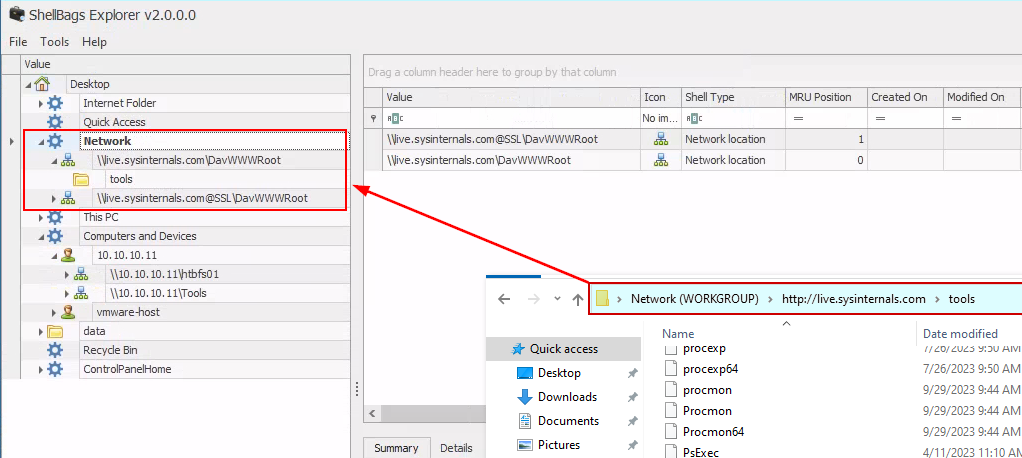 ShellBags Explorer v2.0.0.0
File Tools Help
Value
Desktop
Internet Folder
Quick Access
Network
\\live.sysinternals.com\DavWWWRoot
tools
\\live.sysinternals.com@SSL\DavWWWRoot
This PC
Computers and Devices
10.10.10.11
\\10.10.10.11\htbfs01
\\10.10.10.11\Tools
vmware-host
data
Recycle Bin
ControlPanelHome
Drag a column header here to group by that column
Value Icon Shell Type MRU Position Created On Modified On
ABC No im... ABC = = =
\\live.sysinternals.com@SSL\DavWWWRoot Network location 1
\\live.sysinternals.com\DavWWWRoot Network location 0
Summary Details
Network (WORKGROUP) > http://live.sysinternals.com > tools
Name Date modified
Quick access
Desktop
Downloads
Documents
Pictures
procexp 7/26/2023 9:50 AM
procexp64 7/26/2023 9:50 AM
procmon 9/29/2023 9:44 AM
Procmon 9/29/2023 9:44 AM
Procmon64 9/29/2023 9:44 AM
PsExec 4/11/2023 11:10 AM